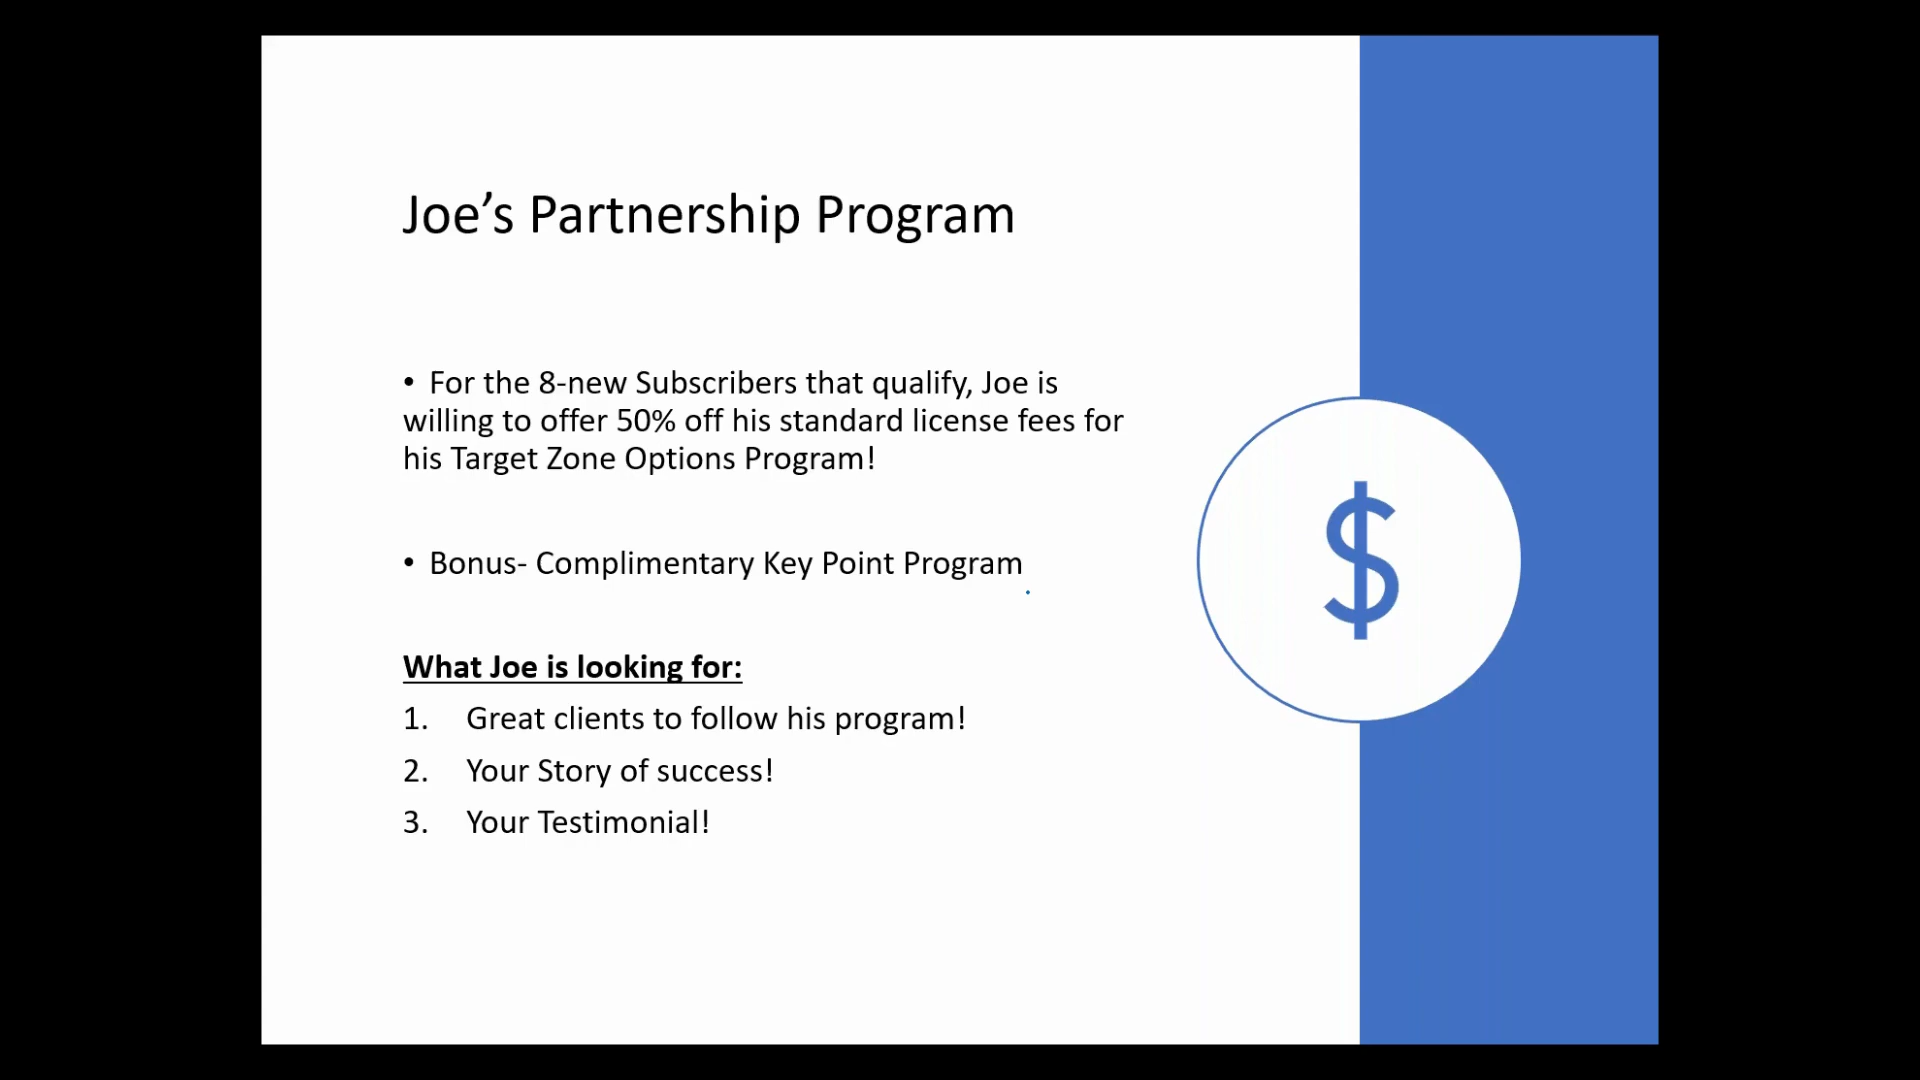 Joe’s Partnership Program
• For the 8-new Subscribers that qualify, Joe is
willing to offer 50% off his standard license fees for
his Target Zone Options Program!
• Bonus- Complimentary Key Point Program
What Joe is looking for:
1. Great clients to follow his program!
2. Your Story of success!
3. Your Testimonial!
$